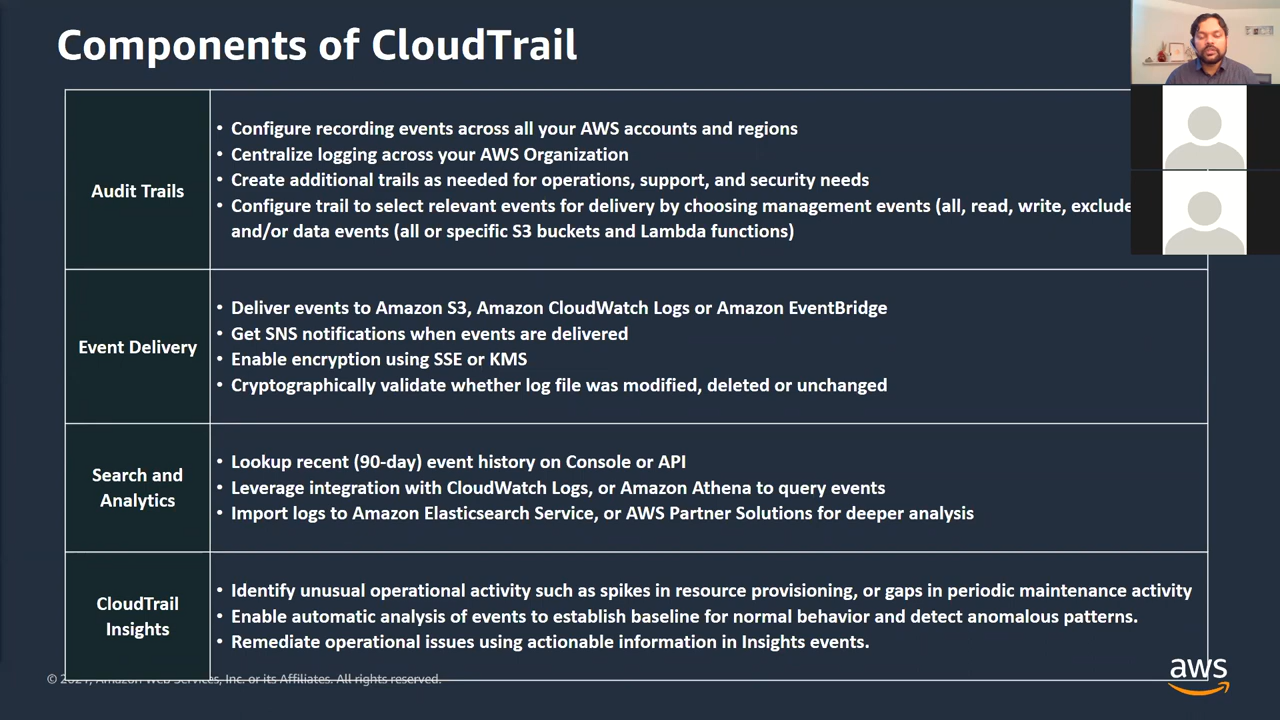 Components of CloudTrail
Audit Trails
• Configure recording events across all your AWS accounts and regions
• Centralize logging across your AWS Organization
• Create additional trails as needed for operations, support, and security needs
• Configure trail to select relevant events for delivery by choosing management events (all, read, write, exclude
and/or data events (all or specific S3 buckets and Lambda functions)
Event Delivery
• Deliver events to Amazon S3, Amazon CloudWatch Logs or Amazon EventBridge
• Get SNS notifications when events are delivered
• Enable encryption using SSE or KMS
• Cryptographically validate whether log file was modified, deleted or unchanged
Search and
Analytics
• Lookup recent (90-day) event history on Console or API
• Leverage integration with CloudWatch Logs, or Amazon Athena to query events
• Import logs to Amazon Elasticsearch Service, or AWS Partner Solutions for deeper analysis
CloudTrail
Insights
• Identify unusual operational activity such as spikes in resource provisioning, or gaps in periodic maintenance activity
• Enable automatic analysis of events to establish baseline for normal behavior and detect anomalous patterns.
• Remediate operational issues using actionable information in Insights events.
© 2021, Amazon Web Services, Inc. or its Affiliates. All rights reserved.
aws